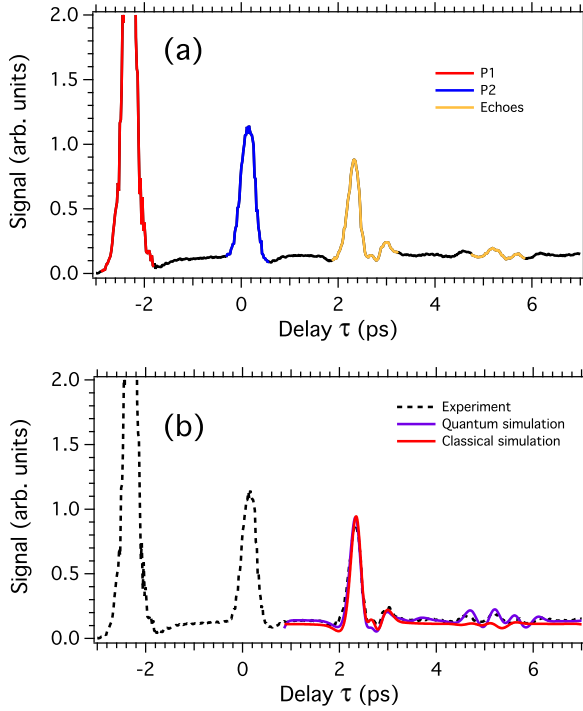 2.0
(a)
P1
P2
Echoes
1.5
1.0
0.5
0.0
Signal (arb. units)
-2
0
2
4
6
Delay τ (ps)
2.0
(b)
Experiment
Quantum simulation
Classical simulation
1.5
1.0
0.5
0.0
Signal (arb. units)
-2
0
2
4
6
Delay τ (ps)